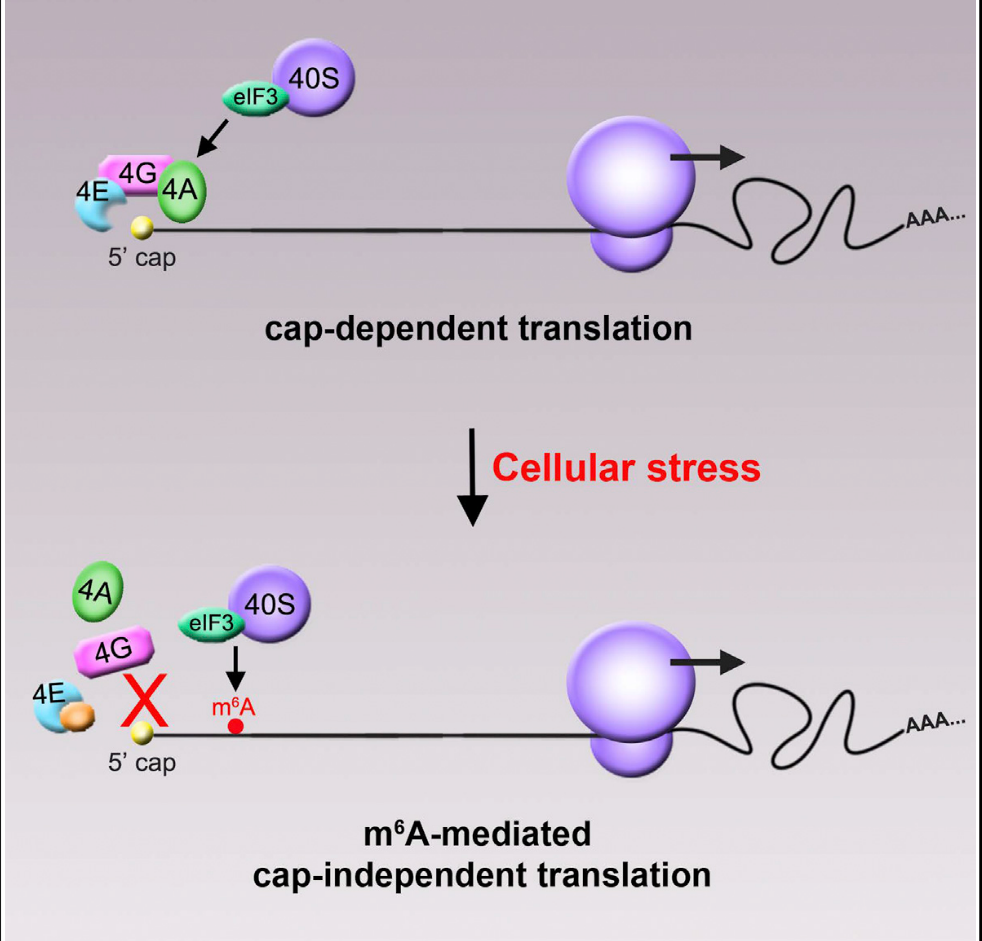 40S
eIF3
4G
4E
4A
5’ cap
AAA...
cap-dependent translation
Cellular stress
4A
40S
eIF3
4G
4E
X
m⁶A
5’ cap
AAA...
m⁶A-mediated
cap-independent translation